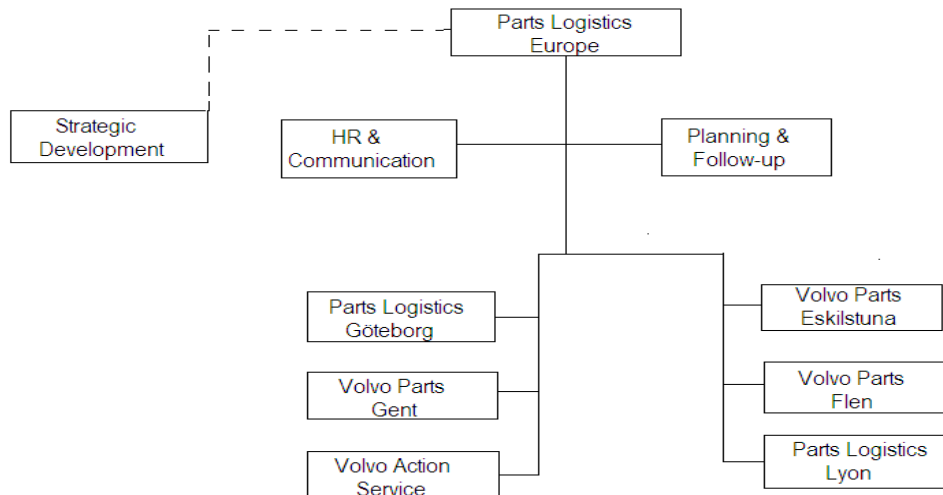 Parts Logistics
Europe
Strategic
Development
HR &
Communication
Planning &
Follow-up
Parts Logistics
Göteborg
Volvo Parts
Eskilstuna
Volvo Parts
Gent
Volvo Parts
Flen
Volvo Action
Service
Parts Logistics
Lyon